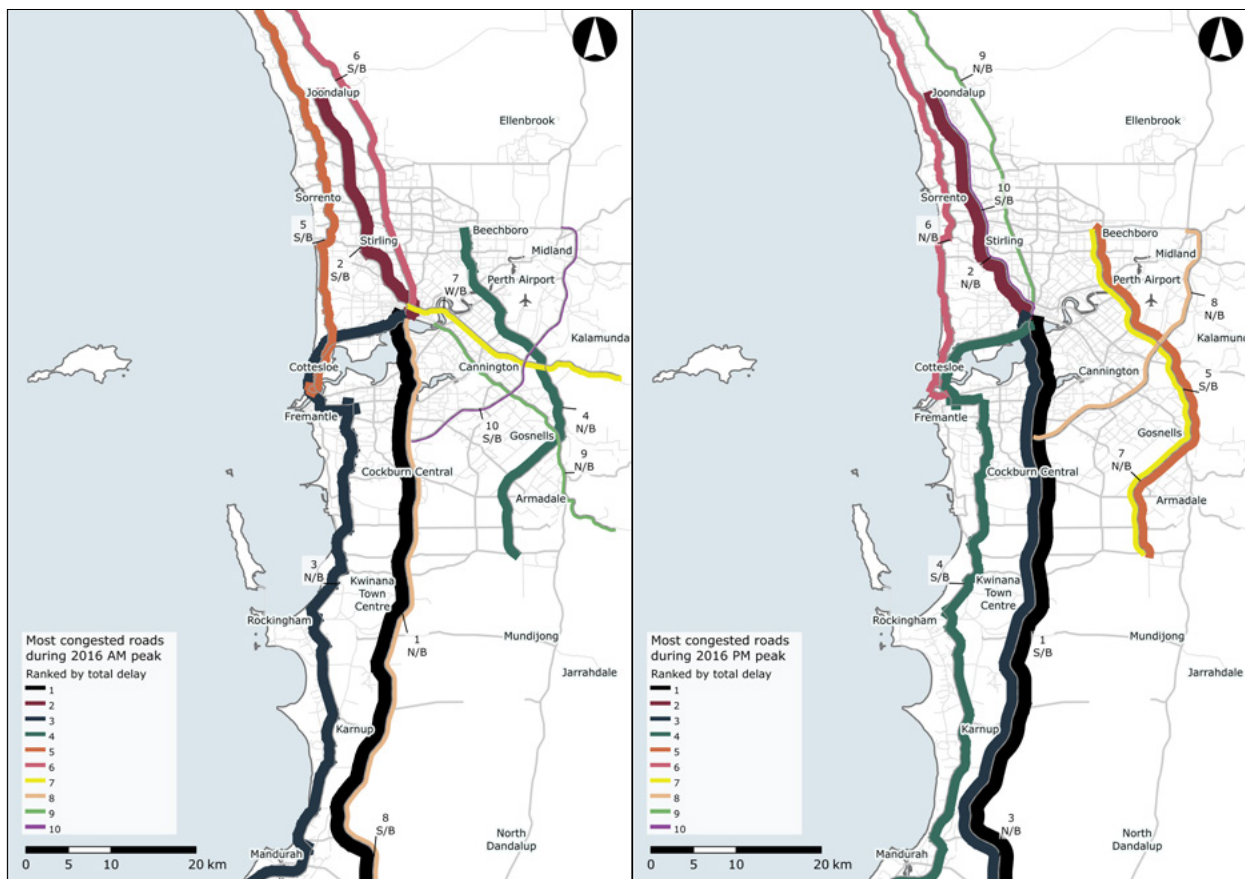 6
S/B
Joondalup
Ellenbrook
Sorrento
5
S/B
Stirling
2
S/B
Beechboro
Midland
7
W/B
Perth Airport
Kalamunda
Cottesloe
Cannington
Fremantle
4
N/B
10
S/B
Gosnells
9
N/B
Cockburn Central
Armadale
3
N/B
Kwinana
Town
Centre
Rockingham
1
N/B
Mundijong
Jarrahdale
Karnup
8
S/B
North
Dandalup
Mandurah
Most congested roads
during 2016 AM peak
Ranked by total delay
1
2
3
4
5
6
7
8
9
10
0 5 10 20 km
9
N/B
Joondalup
Ellenbrook
10
S/B
Sorrento
6
N/B
Stirling
2
N/B
Beechboro
Midland
Perth Airport
8
N/B
Kalamunda
Cottesloe
Cannington
5
S/B
Fremantle
Gosnells
7
N/B
Cockburn Central
Armadale
4
S/B
Kwinana
Town
Centre
Rockingham
1
S/B
Mundijong
Jarrahdale
Karnup
3
N/B
North
Dandalup
Mandurah
Most congested roads
during 2016 PM peak
Ranked by total delay
1
2
3
4
5
6
7
8
9
10
0 5 10 20 km